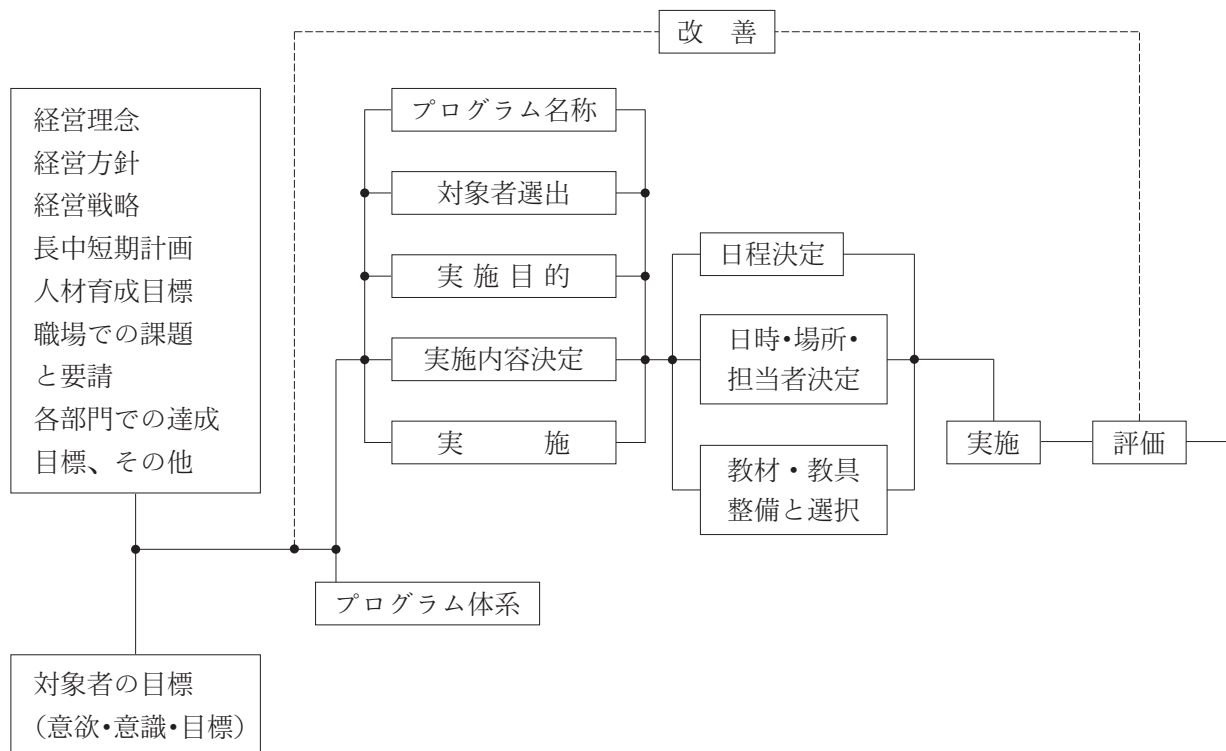 改 善
経営理念
経営方針
経営戦略
長中短期計画
人材育成目標
職場での課題
と要請
各部門での達成
目標、その他
プログラム名称
対象者選出
実施目的
実施内容決定
実 施
日程決定
日時・場所・
担当者決定
教材・教具
整備と選択
実施
評価
プログラム体系
対象者の目標
（意欲・意識・目標）